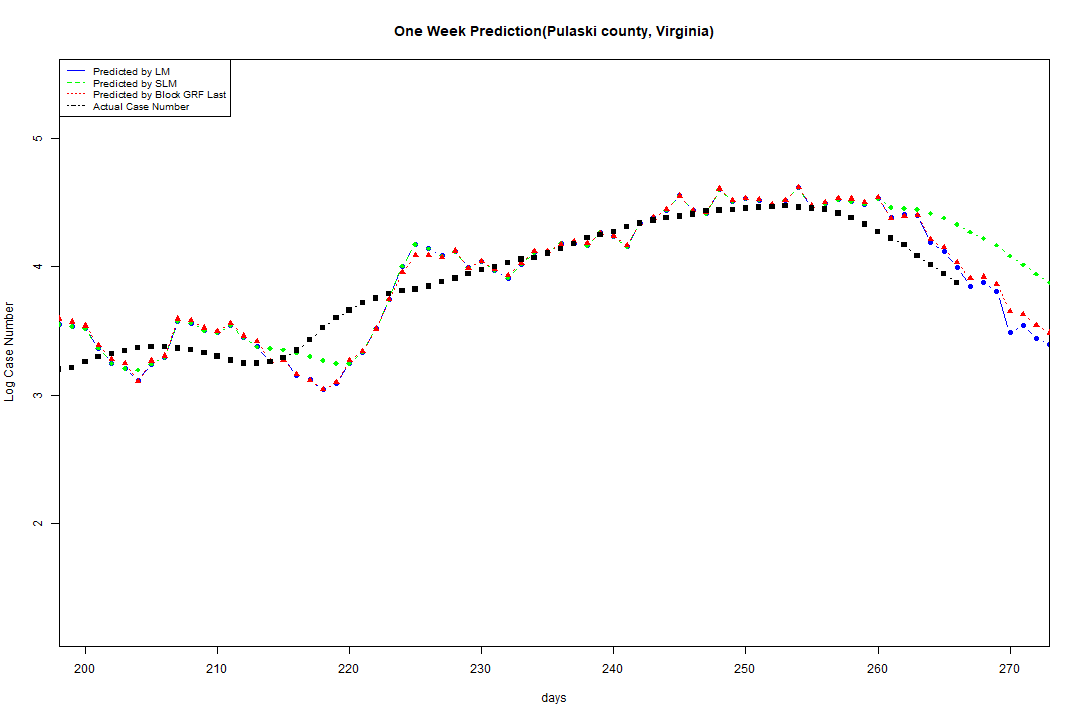 One Week Prediction(Pulaski county, Virginia)
Predicted by LM
Predicted by SLM
Predicted by Block GRF Last
Actual Case Number
5
4
3
2
Log Case Number
200 210 220 230 240 250 260 270
days